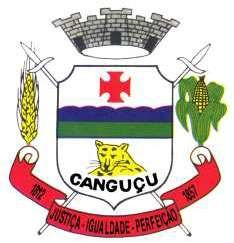 CANGUÇU
1812
JUSTIÇA - IGUALDADE - PERFEIÇÃO
1857